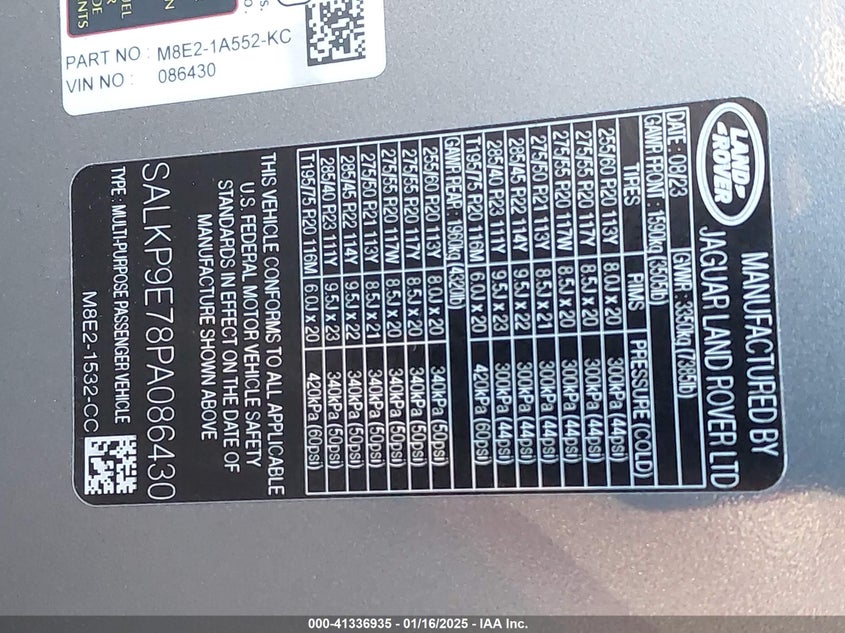 DEL
ON
R
DE
NTS
S.
O.
PART NO : M8E2-1A552-KC
VIN NO : 086430
LAND
ROVER
MANUFACTURED BY
JAGUAR LAND ROVER LTD
DATE : 08/23 GVWR : 3350kg (7385lb)
GAWR FRONT : 1590kg (3505lb)
TIRES RIMS PRESSURE (COLD)
255/60 R20 113Y 8.0J x 20 300kPa (44psi)
275/55 R20 117W 8.5J x 20 300kPa (44psi)
275/55 R20 117V 8.5J x 20 300kPa (44psi)
275/50 R21 113Y 8.5J x 21 300kPa (44psi)
285/45 R22 114Y 9.5J x 22 300kPa (44psi)
285/40 R23 111Y 9.5J x 23 300kPa (44psi)
T195/75 R20 116M 6.0J x 20 420kPa (60psi)
GAWR REAR : 1960kg (4320lb)
255/60 R20 113Y 8.0J x 20 340kPa (50psi)
275/55 R20 117V 8.5J x 20 340kPa (50psi)
275/55 R20 117W 8.5J x 20 340kPa (50psi)
275/50 R21 113Y 8.5J x 21 340kPa (50psi)
285/45 R22 114Y 9.5J x 22 340kPa (50psi)
285/40 R23 111Y 9.5J x 23 340kPa (50psi)
T195/75 R20 116M 6.0J x 20 420kPa (60psi)
THIS VEHICLE CONFORMS TO ALL APPLICABLE
U.S. FEDERAL MOTOR VEHICLE SAFETY
STANDARDS IN EFFECT ON THE DATE OF
MANUFACTURE SHOWN ABOVE
SALKP9E78PA086430
TYPE : MULTI-PURPOSE PASSENGER VEHICLE
M8E2-1532-CC
000-41336935 - 01/16/2025 - IAA Inc.